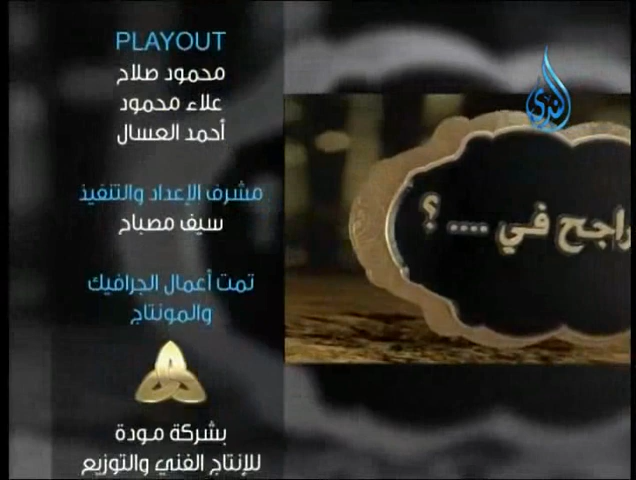 PLAYOUT
محمود صلاح
علاء محمود
أحمد العسال
مشرف الإعداد والتنفيذ
سيف مصباح
تمت أعمال الجرافيك
والمونتاج
بشركة مودة
للإنتاج الفني والتوزيع
الندى
راجح في .... ؟